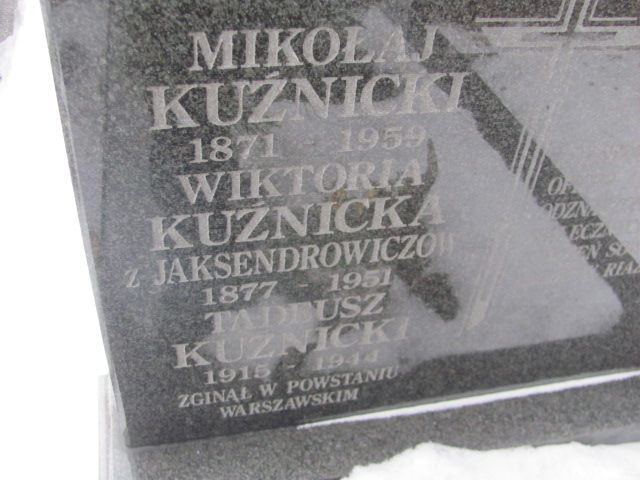 MIKOŁAJ
KUŹNICKI
1871 - 1959
WIKTORIA
KUŹNICKA
Z JAKSENDROWICZÓW
1877 - 1951
TADEUSZ
KUŹNICKI
1915 - 1944
ZGINĄŁ W POWSTANIU
WARSZAWSKIM